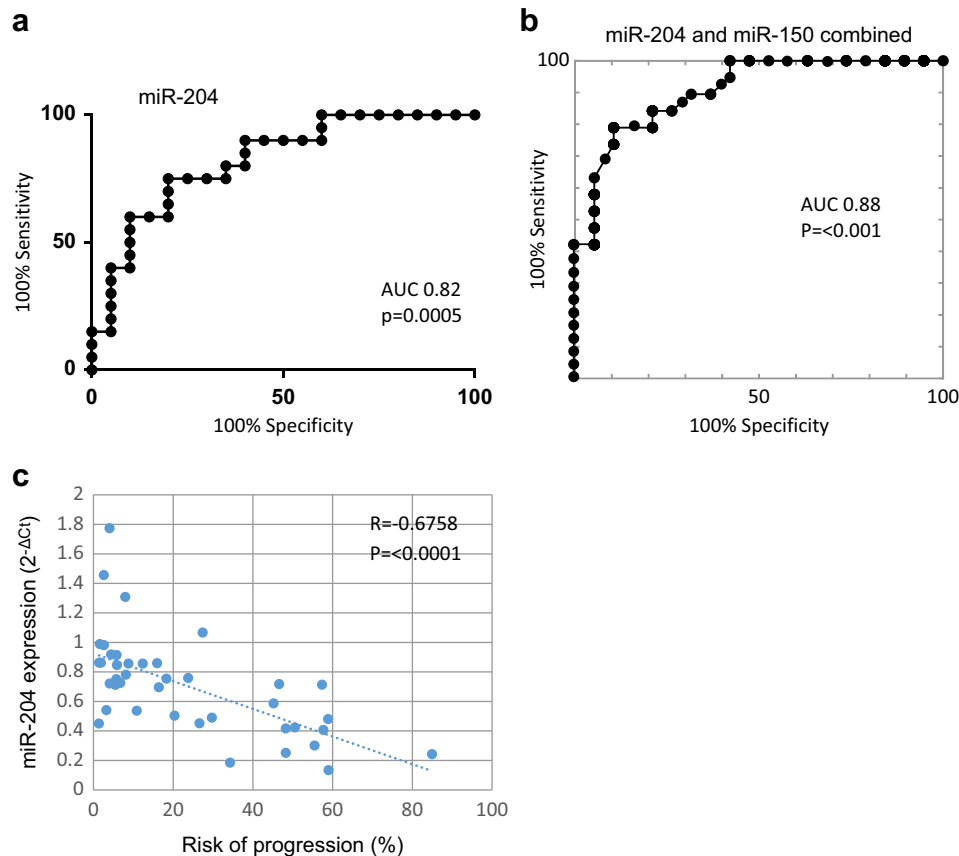 a
miR-204
100
50
0
100% Sensitivity
AUC 0.82
p=0.0005
0 50 100
100% Specificity
b
miR-204 and miR-150 combined
100
100% Sensitivity
AUC 0.88
P=<0.001
50 100
100% Specificity
c
2
1.8
1.6
1.4
1.2
1
0.8
0.6
0.4
0.2
0
miR-204 expression (2-ΔCt)
R=-0.6758
P=<0.0001
0 20 40 60 80 100
Risk of progression (%)